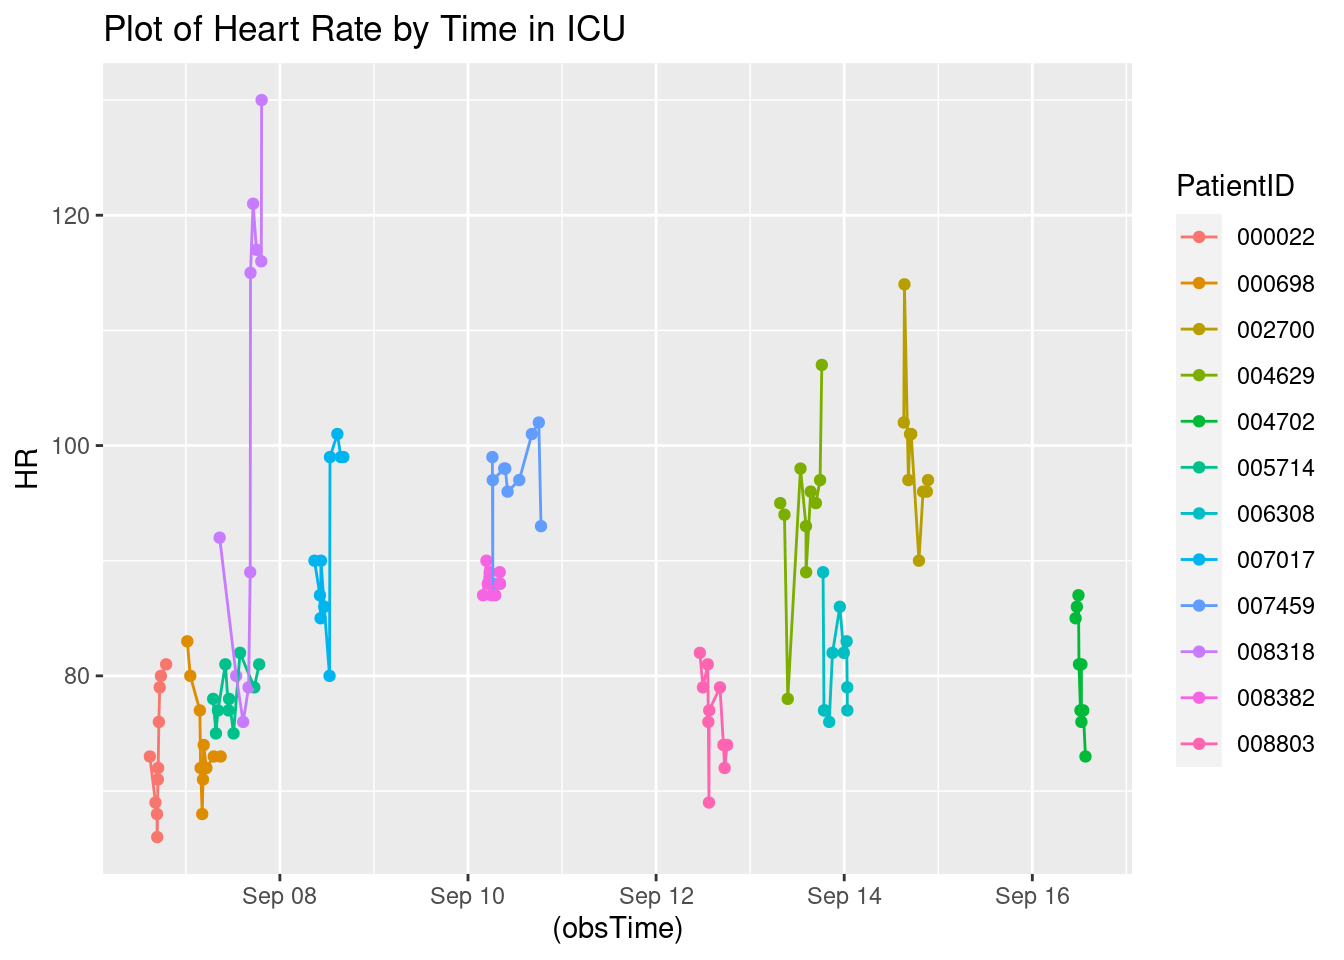 Plot of Heart Rate by Time in ICU
HR
120
100
80
Sep 08
Sep 10
Sep 12
Sep 14
Sep 16
(obsTime)
PatientID
000022
000698
002700
004629
004702
005714
006308
007017
007459
008318
008382
008803